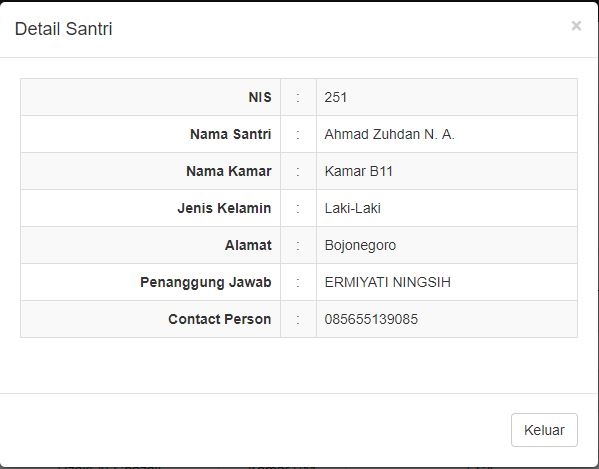 Detail Santri ×
NIS : 251
Nama Santri : Ahmad Zuhdan N. A.
Nama Kamar : Kamar B11
Jenis Kelamin : Laki-Laki
Alamat : Bojonegoro
Penanggung Jawab : ERMIYATI NINGSIH
Contact Person : 085655139085
Keluar